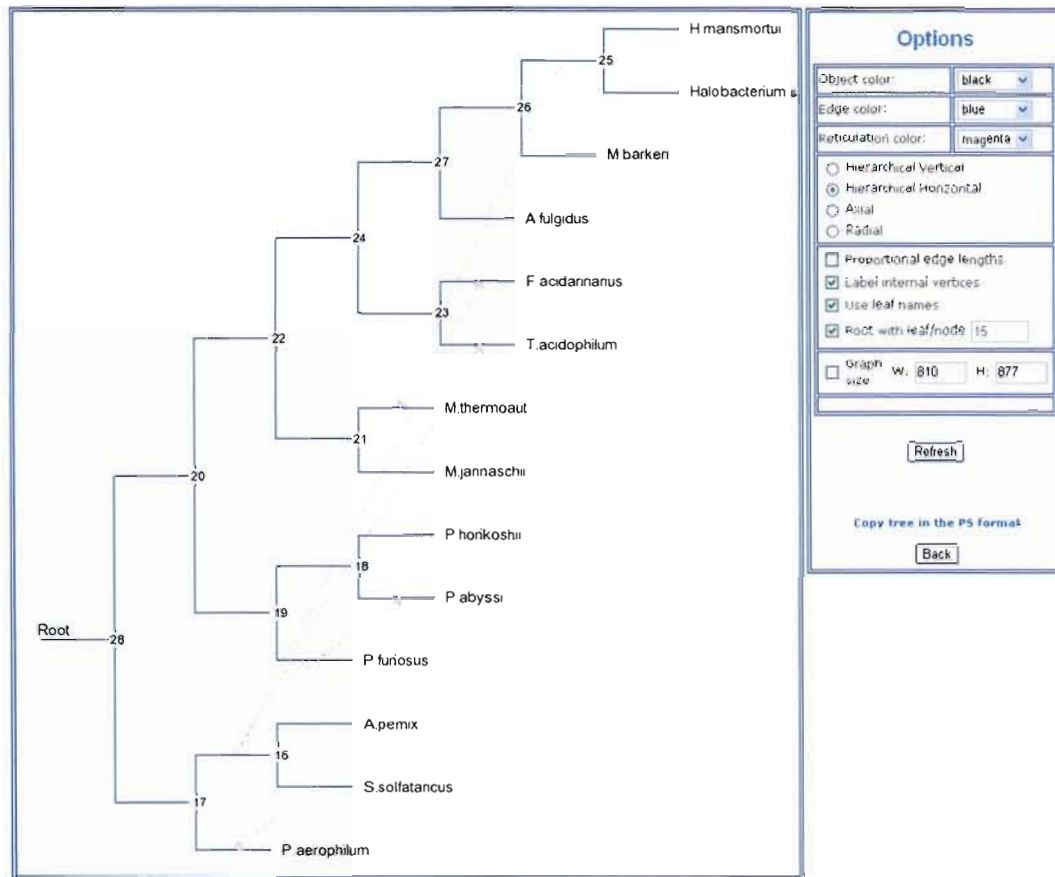 H mansmortui
25
Halobacterium s
26
M barkeri
27
A fulgidus
24
F acidarmanus
23
T.acidophilum
22
M.thermoaut
21
M.jannaschii
20
P horikoshii
18
P abyssi
19
Root
28
P furiosus
A.pernix
16
S.solfataricus
17
P aerophilum
Options
Object color: black
Edge color: blue
Reticulation color: magenta
Hierarchical Vertical
Hierarchical Horizontal
Axial
Radial
Proportional edge lengths
Label internal vertices
Use leaf names
Root with leaf/node 15
Graph size W: 810 H: 877
Refresh
Copy tree in the PS format
Back